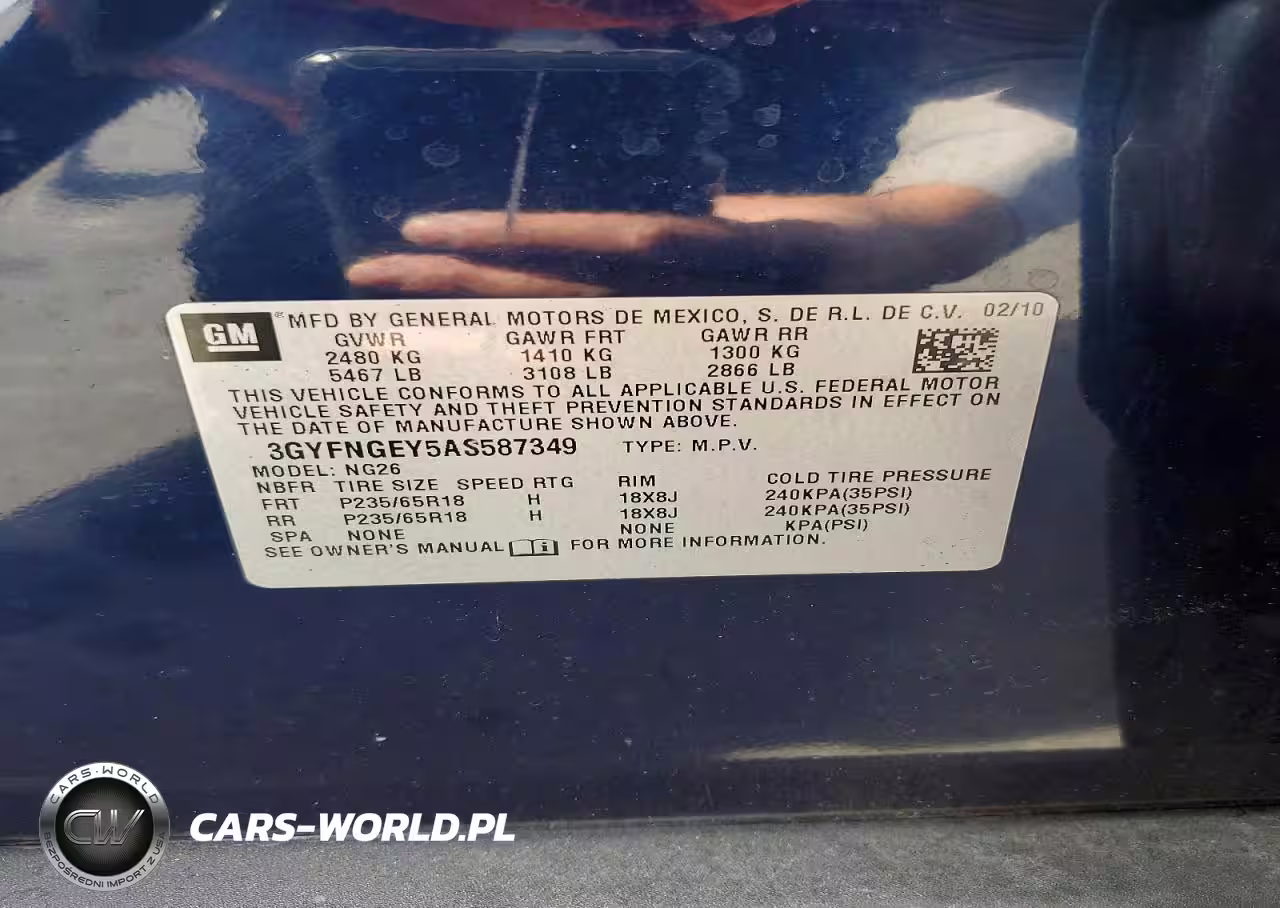 GM
® MFD BY GENERAL MOTORS DE MEXICO, S. DE R.L. DE C.V. 02/10
GVWR GAWR FRT GAWR RR
2480 KG 1410 KG 1300 KG
5467 LB 3108 LB 2866 LB
THIS VEHICLE CONFORMS TO ALL APPLICABLE U.S. FEDERAL MOTOR
VEHICLE SAFETY AND THEFT PREVENTION STANDARDS IN EFFECT ON
THE DATE OF MANUFACTURE SHOWN ABOVE.
3GYFNGEY5AS587349 TYPE: M.P.V.
MODEL: NG26
NBFR TIRE SIZE SPEED RTG RIM COLD TIRE PRESSURE
FRT P235/65R18 H 18X8J 240KPA(35PSI)
RR P235/65R18 H 18X8J 240KPA(35PSI)
SPA NONE NONE KPA(PSI)
SEE OWNER'S MANUAL FOR MORE INFORMATION.
CARS-WORLD
CW
BEZPOŚREDNI IMPORT Z USA
CARS-WORLD.PL